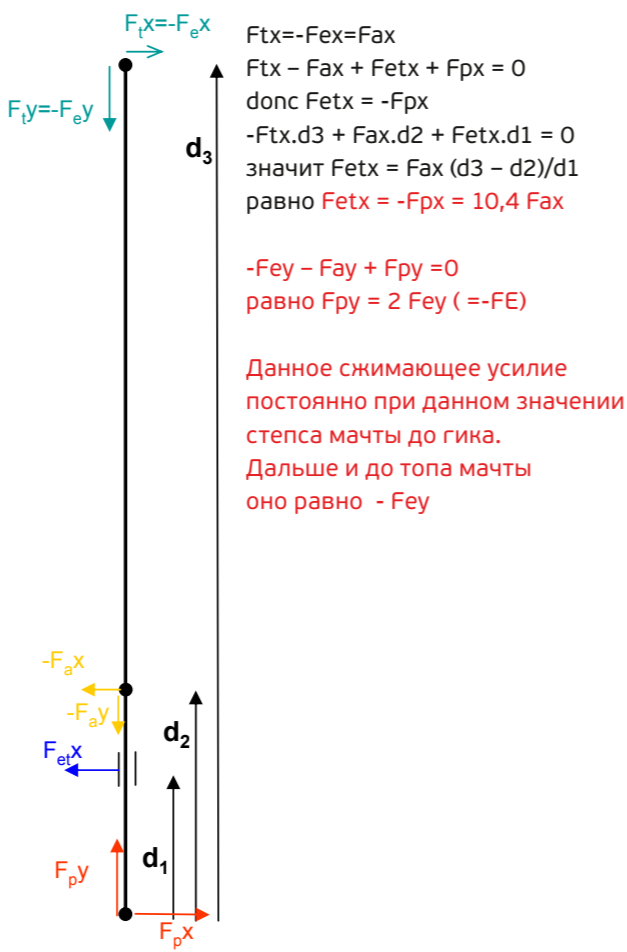 Fₜx=-Fₑx
Fₜy=-Fₑy
d₃
-Fₐx
-Fₐy
d₂
Fₑₜx
d₁
Fₚy
Fₚx
Ftx=-Fex=Fax
Ftx – Fax + Fetx + Fpx = 0
donc Fetx = -Fpx
-Ftx.d3 + Fax.d2 + Fetx.d1 = 0
значит Fetx = Fax (d3 – d2)/d1
равно Fetx = -Fpx = 10,4 Fax
-Fey – Fay + Fpy =0
равно Fpy = 2 Fey ( =-FE)
Данное сжимающее усилие
постоянно при данном значении
степса мачты до гика.
Дальше и до топа мачты
оно равно - Fey